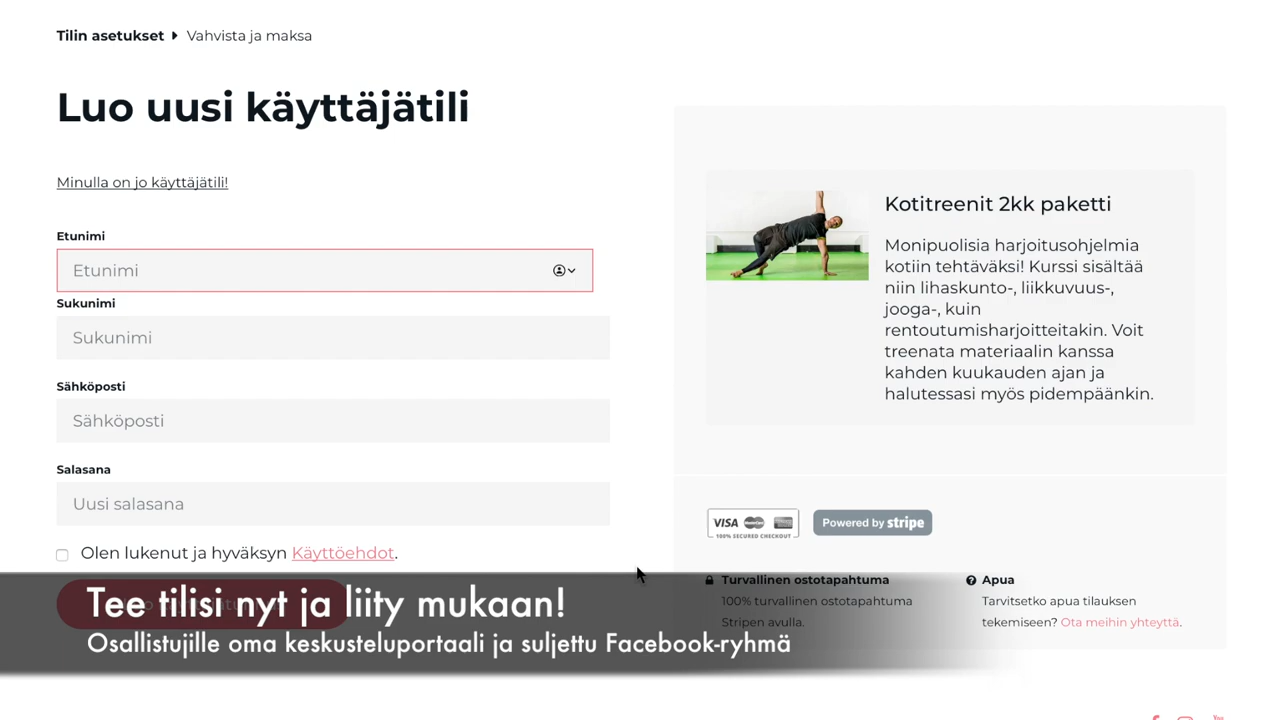 Tilin asetukset Vahvista ja maksa
Luo uusi käyttäjätili
Minulla on jo käyttäjätili!
Etunimi
Etunimi
Sukunimi
Sukunimi
Sähköposti
Sähköposti
Salasana
Uusi salasana
Olen lukenut ja hyväksyn Käyttöehdot.
Kotitreenit 2kk paketti
Monipuolisia harjoitusohjelmia
kotiin tehtäväksi! Kurssi sisältää
niin lihaskunto-, liikkuvuus-,
jooga-, kuin
rentoutumisharjoitteitakin. Voit
treenata materiaalin kanssa
kahden kuukauden ajan ja
halutessasi myös pidempäänkin.
VISA MasterCard
100% SECURED CHECKOUT
Powered by stripe
Turvallinen ostotapahtuma
100% turvallinen ostotapahtuma
Stripen avulla.
Apua
Tarvitsetko apua tilauksen
tekemiseen? Ota meihin yhteyttä.
Tee tilisi nyt ja liity mukaan!
Osallistujille oma keskusteluportaali ja suljettu Facebook-ryhmä